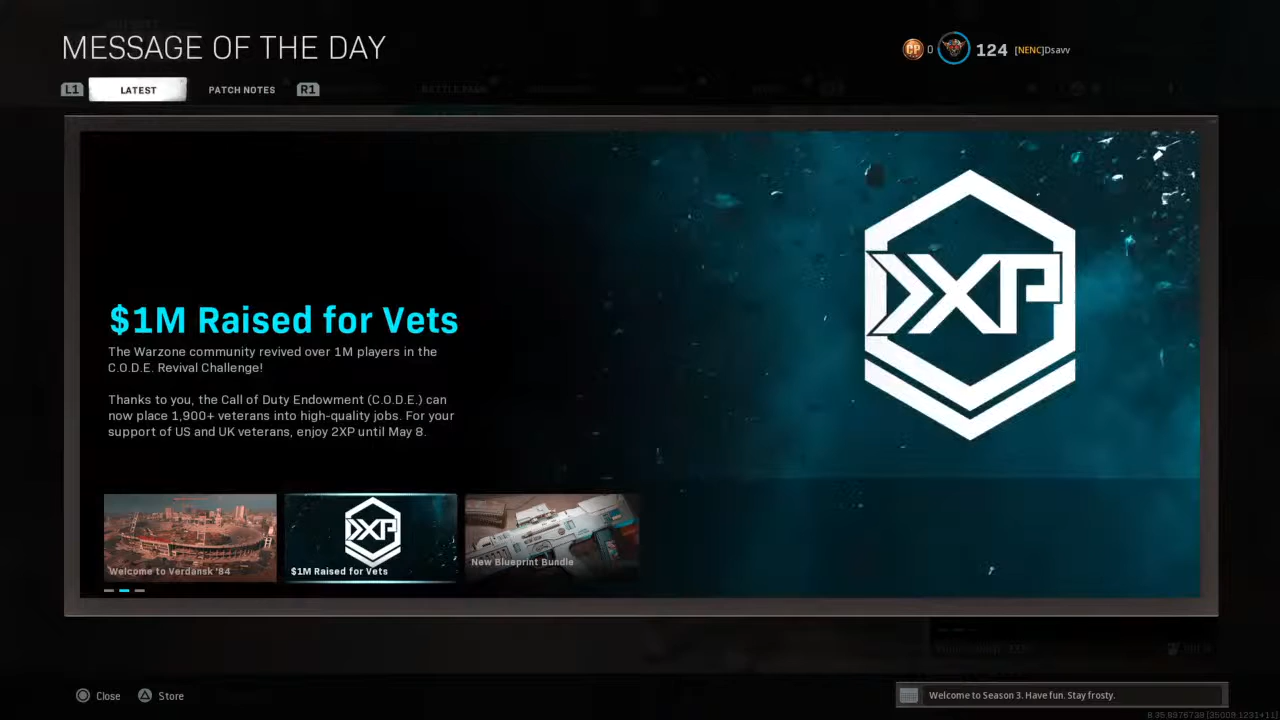 MESSAGE OF THE DAY
CP 0 124 [NENC]Dsavv
L1 LATEST PATCH NOTES R1
DXP
$1M Raised for Vets
The Warzone community revived over 1M players in the
C.O.D.E. Revival Challenge!
Thanks to you, the Call of Duty Endowment (C.O.D.E.) can
now place 1,900+ veterans into high-quality jobs. For your
support of US and UK veterans, enjoy 2XP until May 8.
DXP
Welcome to Verdansk '84 $1M Raised for Vets New Blueprint Bundle
Close Store
Welcome to Season 3. Have fun. Stay frosty.